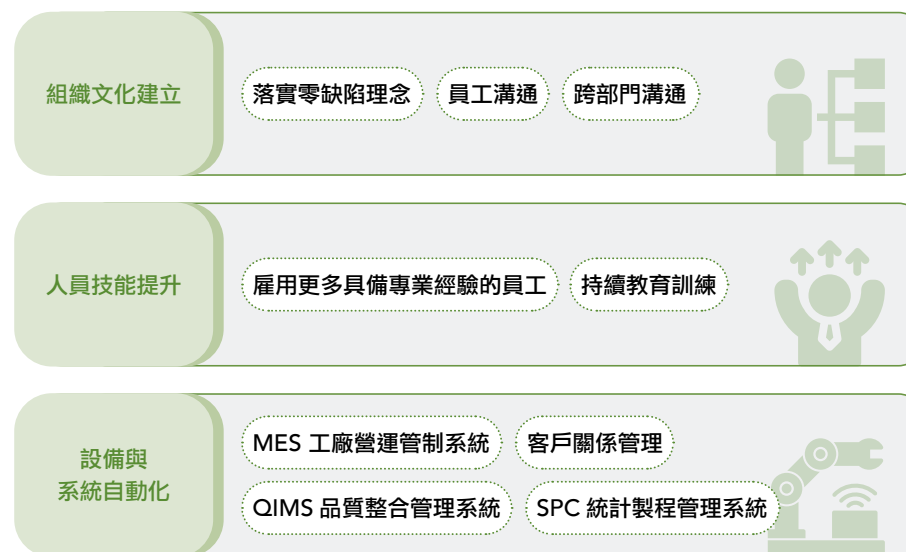 組織文化建立
落實零缺陷理念 員工溝通 跨部門溝通
人員技能提升
雇用更多具備專業經驗的員工 持續教育訓練
設備與
系統自動化
MES 工廠營運管制系統 客戶關係管理
QIMS 品質整合管理系統 SPC 統計製程管理系統